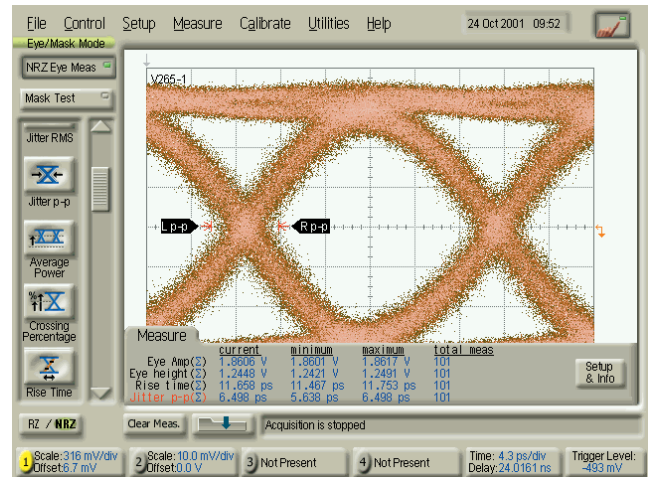 File Control Setup Measure Calibrate Utilities Help 24 Oct 2001 09:52
Eye/Mask Mode
NRZ Eye Meas
Mask Test
Jitter RMS
Jitter p-p
Average
Power
Crossing
Percentage
Rise Time
V265-1
L p-p R p-p
Measure
current minimum maximum total meas
Eye Amp(Σ) 1.8606 V 1.8601 V 1.8617 V 101
Eye height(Σ) 1.2448 V 1.2421 V 1.2491 V 101
Rise time(Σ) 11.658 ps 11.467 ps 11.753 ps 101
Jitter p-p(Σ) 6.498 ps 5.638 ps 6.498 ps 101
Setup
& Info
RZ / NRZ
Clear Meas.
Acquisition is stopped
1 Scale:316 mV/div
Offset:6.7 mV
2 Scale:10.0 mV/div
Offset:0.0 V
3 Not Present
4 Not Present
Time: 4.3 ps/div
Delay:24.0161 ns
Trigger Level:
-493 mV